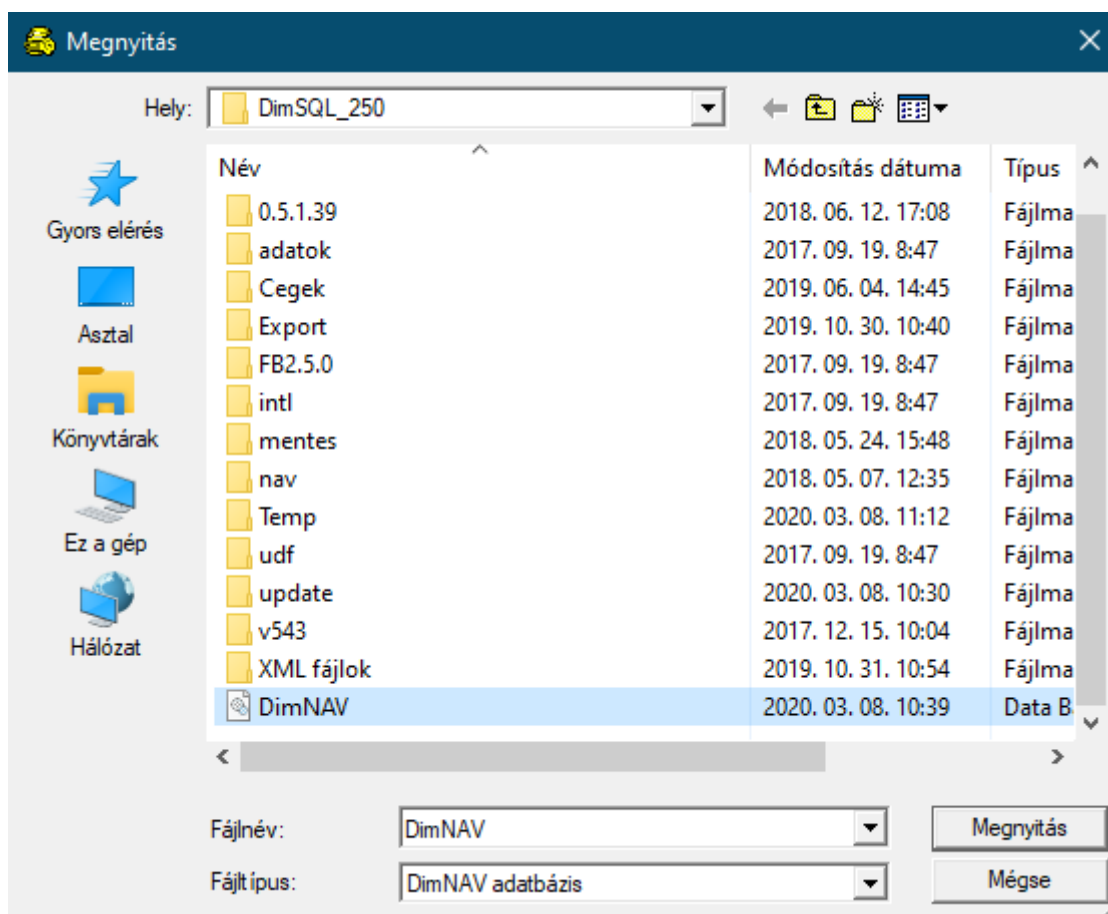 Megnyitás
Hely: DimSQL_250
Név Módosítás dátuma Típus
0.5.1.39 2018. 06. 12. 17:08 Fájlma
adatok 2017. 09. 19. 8:47 Fájlma
Cegek 2019. 06. 04. 14:45 Fájlma
Export 2019. 10. 30. 10:40 Fájlma
FB2.5.0 2017. 09. 19. 8:47 Fájlma
intl 2017. 09. 19. 8:47 Fájlma
mentes 2018. 05. 24. 15:48 Fájlma
nav 2018. 05. 07. 12:35 Fájlma
Temp 2020. 03. 08. 11:12 Fájlma
udf 2017. 09. 19. 8:47 Fájlma
update 2020. 03. 08. 10:30 Fájlma
v543 2017. 12. 15. 10:04 Fájlma
XML fájlok 2019. 10. 31. 10:54 Fájlma
DimNAV 2020. 03. 08. 10:39 Data B
Gyors elérés
Asztal
Könyvtárak
Ez a gép
Hálózat
Fájlnév: DimNAV Megnyitás
Fájltípus: DimNAV adatbázis Mégse